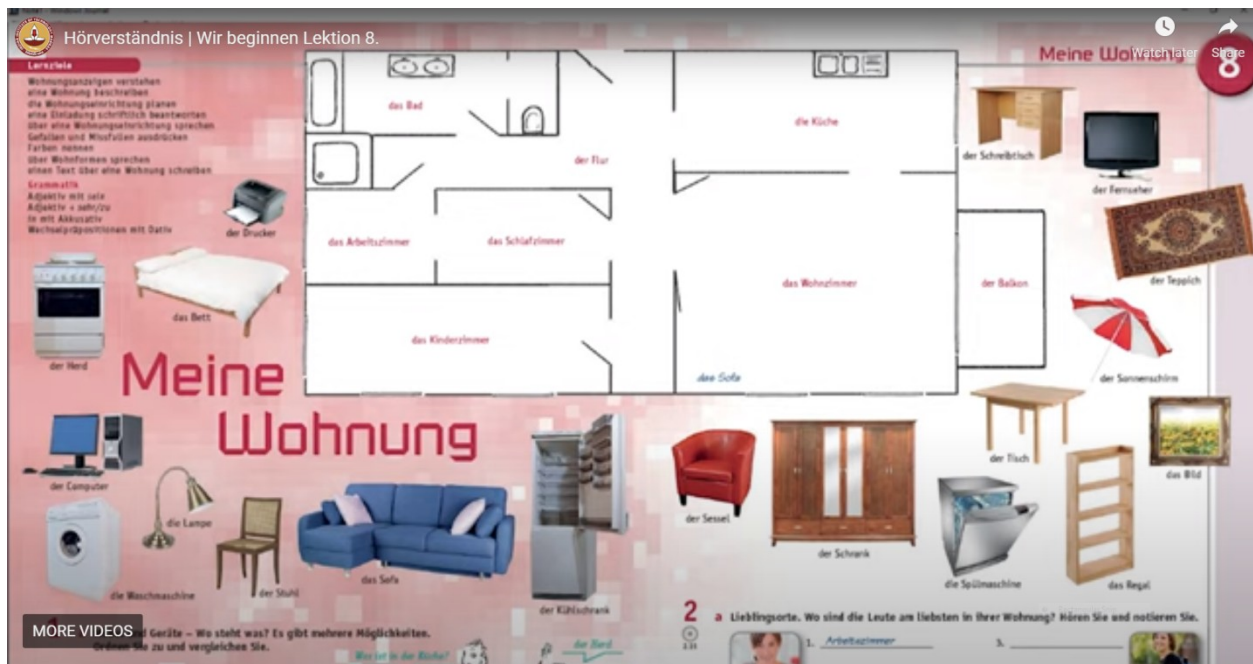 Hörverständnis | Wir beginnen Lektion 8.
Watch later
Share
Meine Wohnung
8
Lernziele
Wohnungsanzeigen verstehen
eine Wohnung beschreiben
die Wohnungseinrichtung planen
eine Einladung schriftlich beantworten
über eine Wohnungseinrichtung sprechen
Gefallen und Missfallen ausdrücken
Farben nennen
über Wohnformen sprechen
einen Text über eine Wohnung schreiben
Grammatik
Adjektiv mit sein
Adjektiv + sehr/zu
in mit Akkusativ
Wechselpräpositionen mit Dativ
das Bad
der Flur
die Küche
das Arbeitszimmer
das Schlafzimmer
das Wohnzimmer
der Balkon
das Kinderzimmer
das Sofa
der Schreibtisch
der Fernseher
der Teppich
der Sonnenschirm
der Drucker
das Bett
der Herd
Meine
Wohnung
der Computer
die Lampe
die Waschmaschine
der Stuhl
das Sofa
der Kühlschrank
der Sessel
der Schrank
der Tisch
das Bild
die Spülmaschine
das Regal
MORE VIDEOS
nd Geräte – Wo steht was? Es gibt mehrere Möglichkeiten.
Ordnen Sie zu und vergleichen Sie.
Was ist in der Küche?
der Herd
2 a Lieblingsorte. Wo sind die Leute am liebsten in ihrer Wohnung? Hören Sie und notieren Sie.
1. Arbeitszimmer
3.